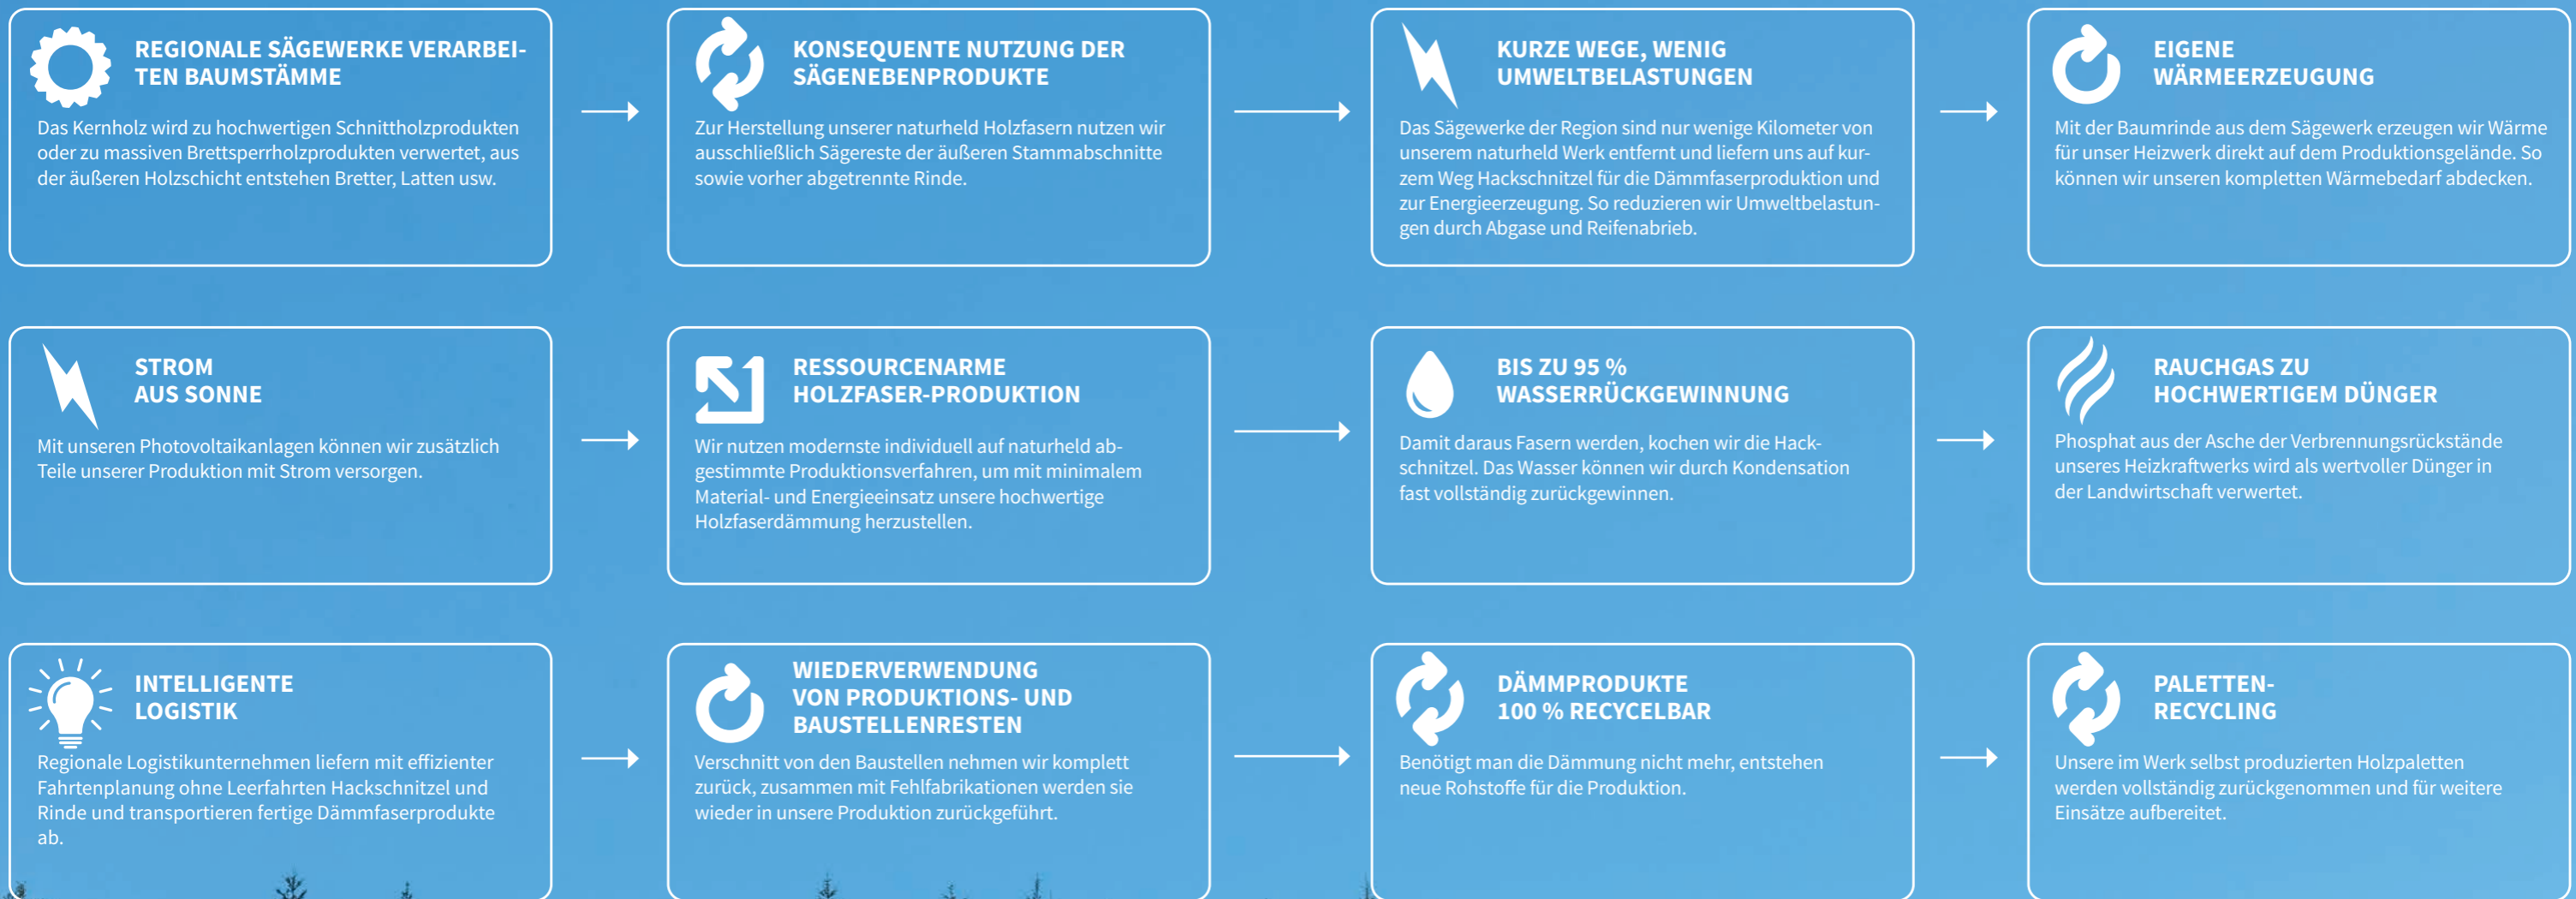 REGIONALE SÄGEWERKE VERARBEI-
TEN BAUMSTÄMME
Das Kernholz wird zu hochwertigen Schnittholzprodukten
oder zu massiven Brettsperrholzprodukten verwertet, aus
der äußeren Holzschicht entstehen Bretter, Latten usw.
KONSEQUENTE NUTZUNG DER
SÄGENEBENPRODUKTE
Zur Herstellung unserer naturheld Holzfasern nutzen wir
ausschließlich Sägereste der äußeren Stammabschnitte
sowie vorher abgetrennte Rinde.
KURZE WEGE, WENIG
UMWELTBELASTUNGEN
Das Sägewerke der Region sind nur wenige Kilometer von
unserem naturheld Werk entfernt und liefern uns auf kur-
zem Weg Hackschnitzel für die Dämmfaserproduktion und
zur Energieerzeugung. So reduzieren wir Umweltbelastun-
gen durch Abgase und Reifenabrieb.
EIGENE
WÄRMEERZEUGUNG
Mit der Baumrinde aus dem Sägewerk erzeugen wir Wärme
für unser Heizwerk direkt auf dem Produktionsgelände. So
können wir unseren kompletten Wärmebedarf abdecken.
STROM
AUS SONNE
Mit unseren Photovoltaikanlagen können wir zusätzlich
Teile unserer Produktion mit Strom versorgen.
RESSOURCENARME
HOLZFASER-PRODUKTION
Wir nutzen modernste individuell auf naturheld ab-
gestimmte Produktionsverfahren, um mit minimalem
Material- und Energieeinsatz unsere hochwertige
Holzfaserdämmung herzustellen.
BIS ZU 95 %
WASSERRÜCKGEWINNUNG
Damit daraus Fasern werden, kochen wir die Hack-
schnitzel. Das Wasser können wir durch Kondensation
fast vollständig zurückgewinnen.
RAUCHGAS ZU
HOCHWERTIGEM DÜNGER
Phosphat aus der Asche der Verbrennungsrückstände
unseres Heizkraftwerks wird als wertvoller Dünger in
der Landwirtschaft verwertet.
INTELLIGENTE
LOGISTIK
Regionale Logistikunternehmen liefern mit effizienter
Fahrtenplanung ohne Leerfahrten Hackschnitzel und
Rinde und transportieren fertige Dämmfaserprodukte
ab.
WIEDERVERWENDUNG
VON PRODUKTIONS- UND
BAUSTELLENRESTEN
Verschnitt von den Baustellen nehmen wir komplett
zurück, zusammen mit Fehlfabrikationen werden sie
wieder in unsere Produktion zurückgeführt.
DÄMMPRODUKTE
100 % RECYCELBAR
Benötigt man die Dämmung nicht mehr, entstehen
neue Rohstoffe für die Produktion.
PALETTEN-
RECYCLING
Unsere im Werk selbst produzierten Holzpaletten
werden vollständig zurückgenommen und für weitere
Einsätze aufbereitet.